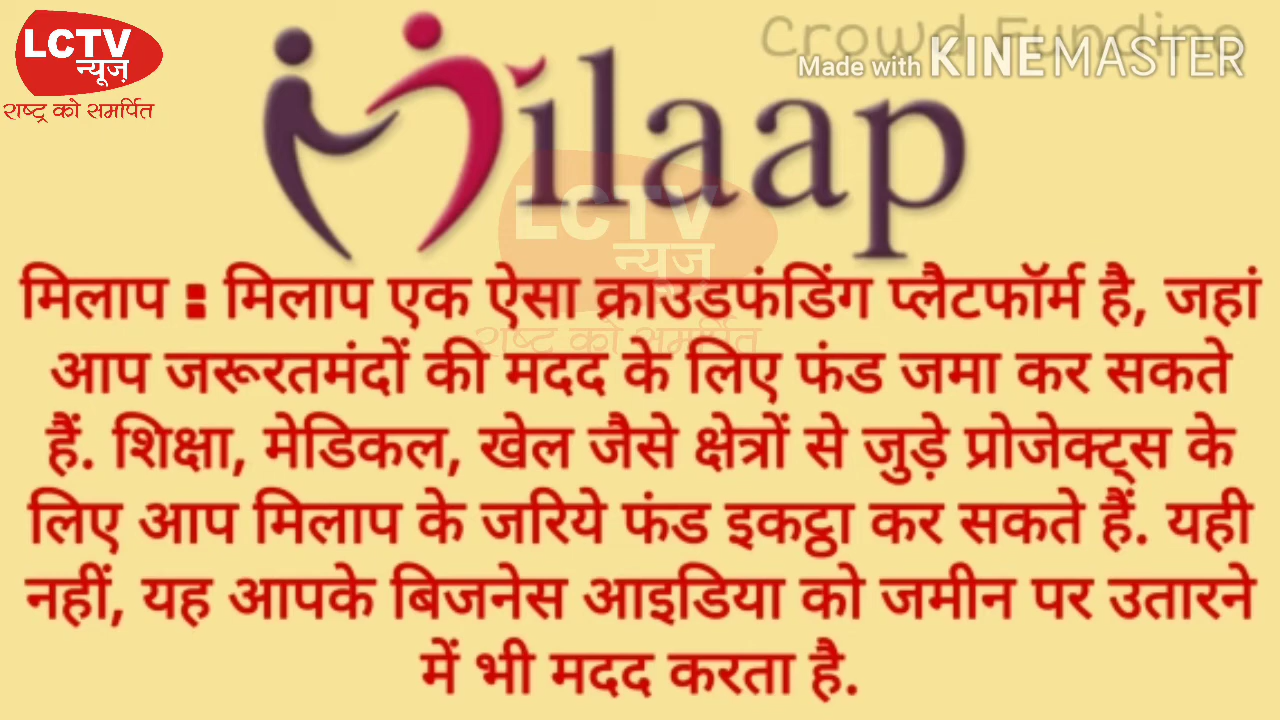 LCTV
न्यूज़
राष्ट्र को समर्पित
Crowd Funding
Made with KINEMASTER
Milaap
LCTV
न्यूज़
राष्ट्र को समर्पित
मिलाप : मिलाप एक ऐसा क्राउडफंडिंग प्लैटफॉर्म है, जहां
आप जरूरतमंदों की मदद के लिए फंड जमा कर सकते
हैं. शिक्षा, मेडिकल, खेल जैसे क्षेत्रों से जुड़े प्रोजेक्ट्स के
लिए आप मिलाप के जरिये फंड इकट्ठा कर सकते हैं. यही
नहीं, यह आपके बिजनेस आइडिया को जमीन पर उतारने
में भी मदद करता है.